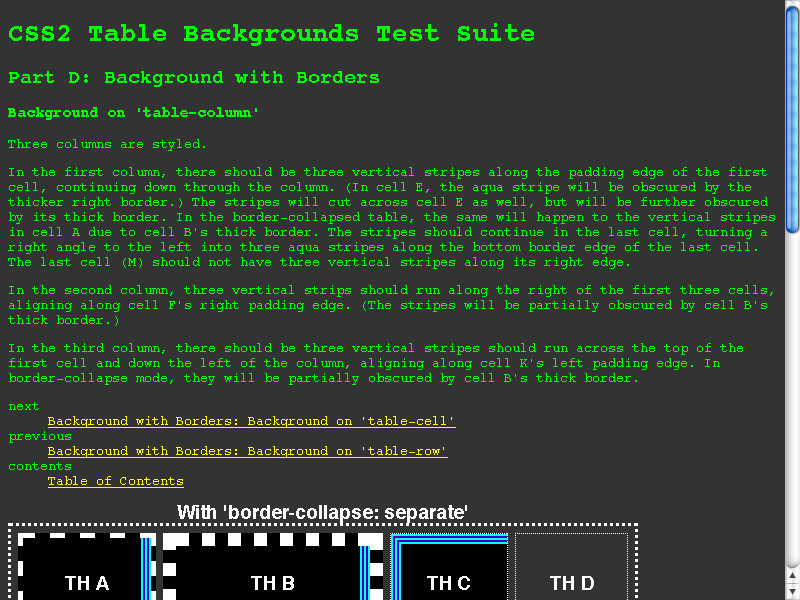 CSS2 Table Backgrounds Test Suite
Part D: Background with Borders
Background on 'table-column'
Three columns are styled.
In the first column, there should be three vertical stripes along the padding edge of the first
cell, continuing down through the column. (In cell E, the aqua stripe will be obscured by the
thicker right border.) The stripes will cut across cell E as well, but will be further obscured
by its thick border. In the border-collapsed table, the same will happen to the vertical stripes
in cell A due to cell B's thick border. The stripes should continue in the last cell, turning a
right angle to the left into three aqua stripes along the bottom border edge of the last cell.
The last cell (M) should not have three vertical stripes along its right edge.
In the second column, three vertical strips should run along the right of the first three cells,
aligning along cell F's right padding edge. (The stripes will be partially obscured by cell B's
thick border.)
In the third column, there should be three vertical stripes should run across the top of the
first cell and down the left of the column, aligning along cell K's left padding edge. In
border-collapse mode, they will be partially obscured by cell B's thick border.
next
Background with Borders: Background on 'table-cell'
previous
Background with Borders: Background on 'table-row'
contents
Table of Contents
With 'border-collapse: separate'
TH A TH B TH C TH D